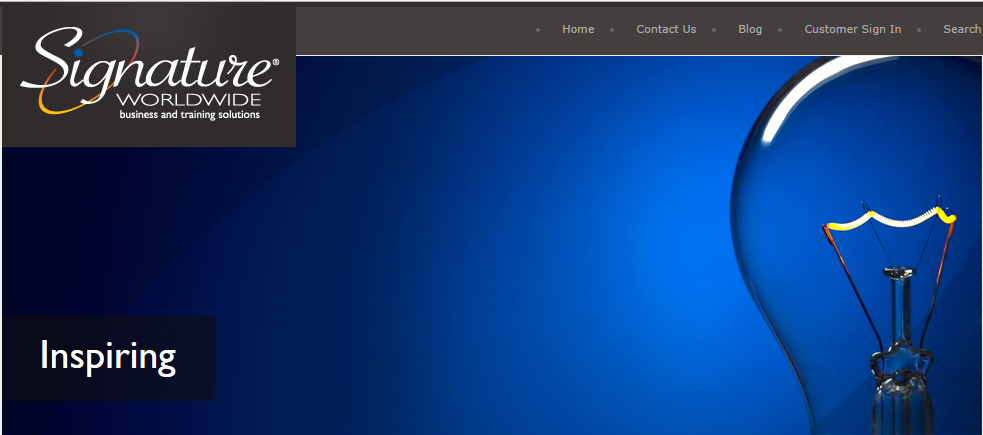 Home
Contact Us
Blog
Customer Sign In
Search
Signature®
WORLDWIDE
business and training solutions
Inspiring